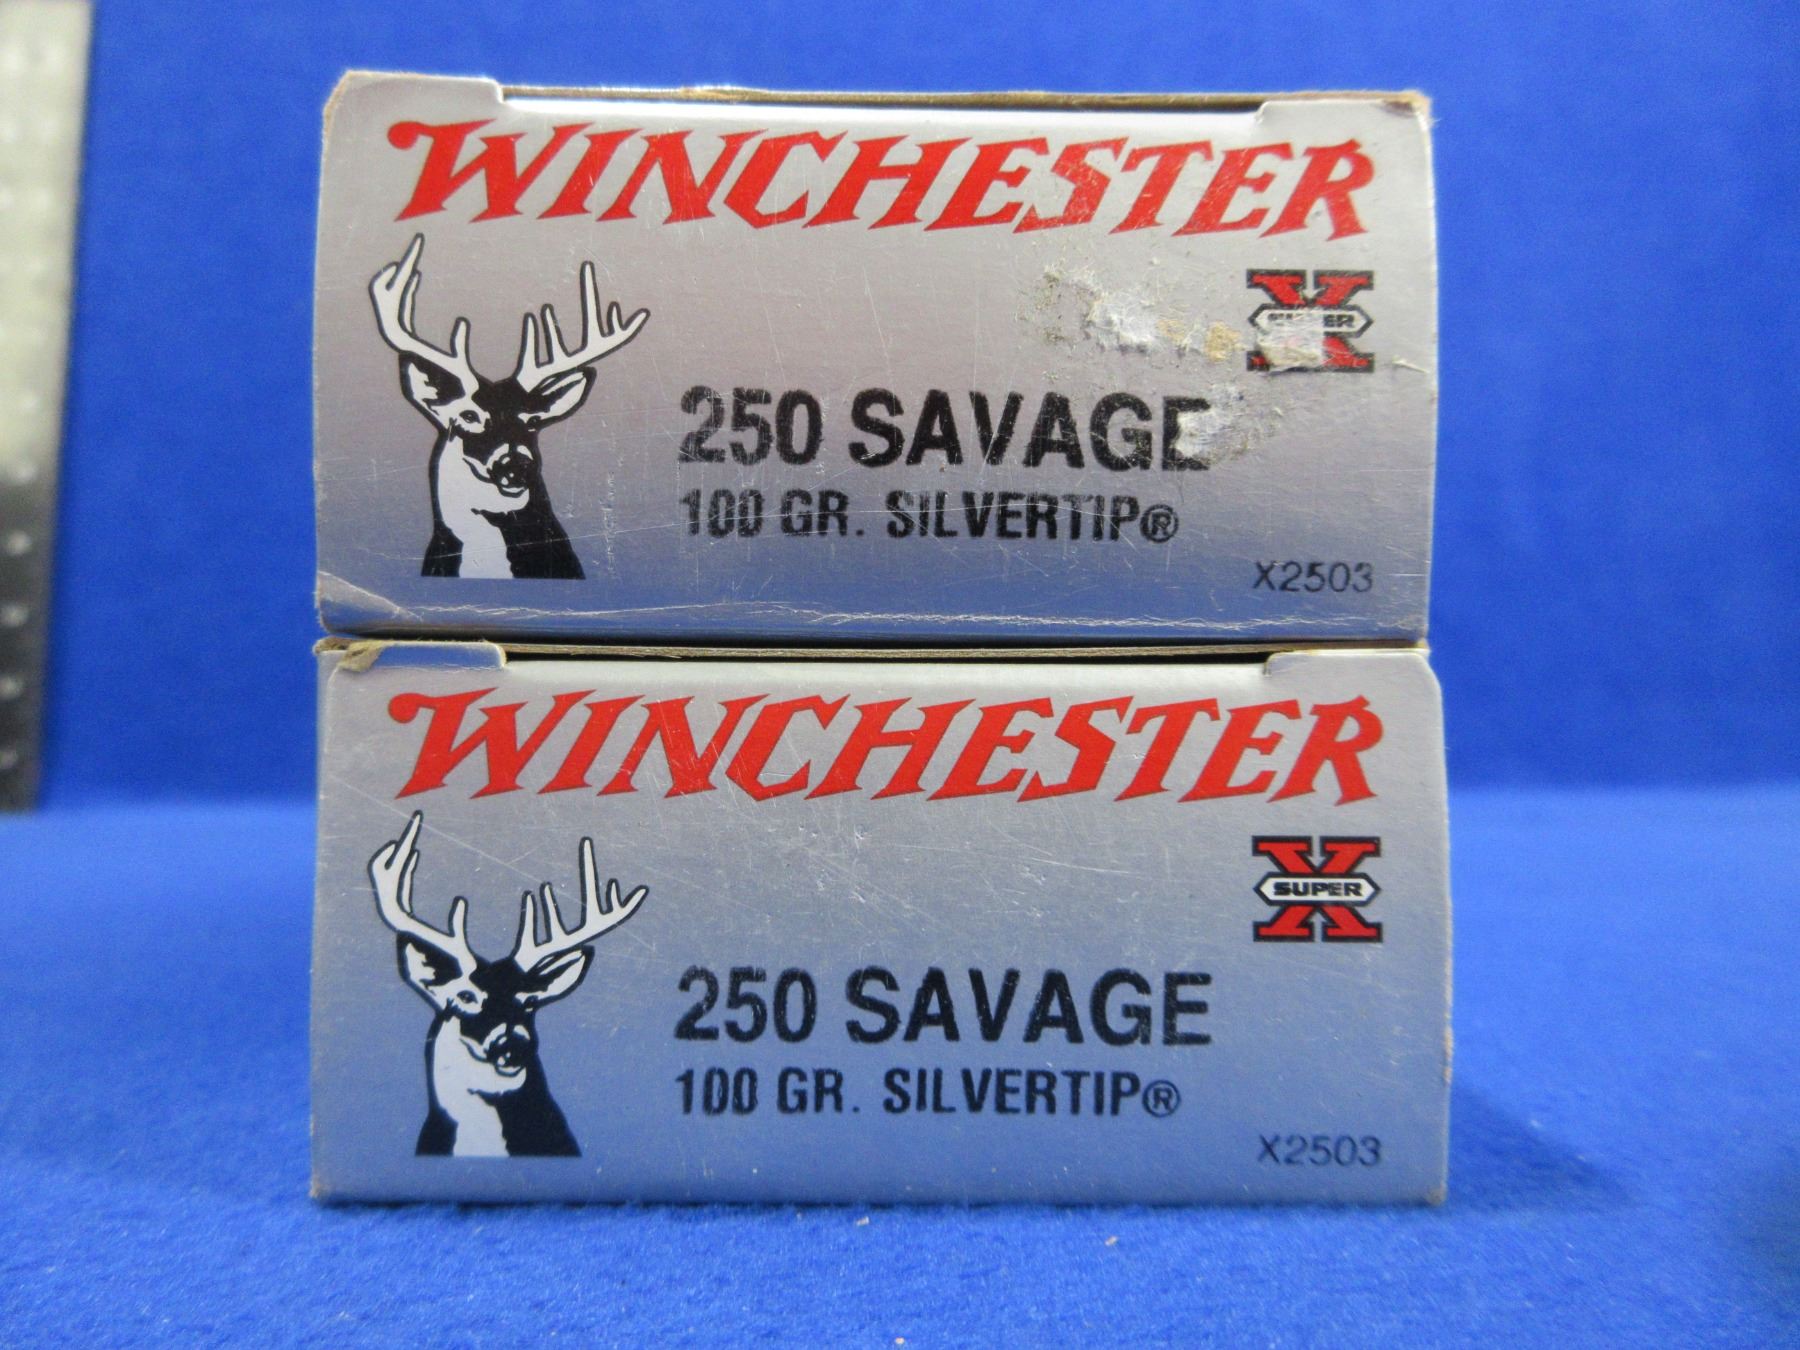 WINCHESTER
X
SUPER
250 SAVAGE
100 GR. SILVERTIP®
X2503
WINCHESTER
X
SUPER
250 SAVAGE
100 GR. SILVERTIP®
X2503